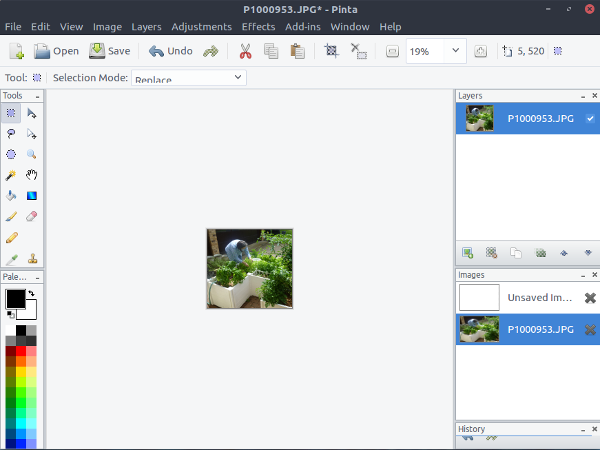 P1000953.JPG* - Pinta
File Edit View Image Layers Adjustments Effects Add-ins Window Help
Open Save Undo 19% 5, 520
Tool: Selection Mode: Replace
Tools
Layers
P1000953.JPG
Images
Unsaved Im...
P1000953.JPG
Pale...
History